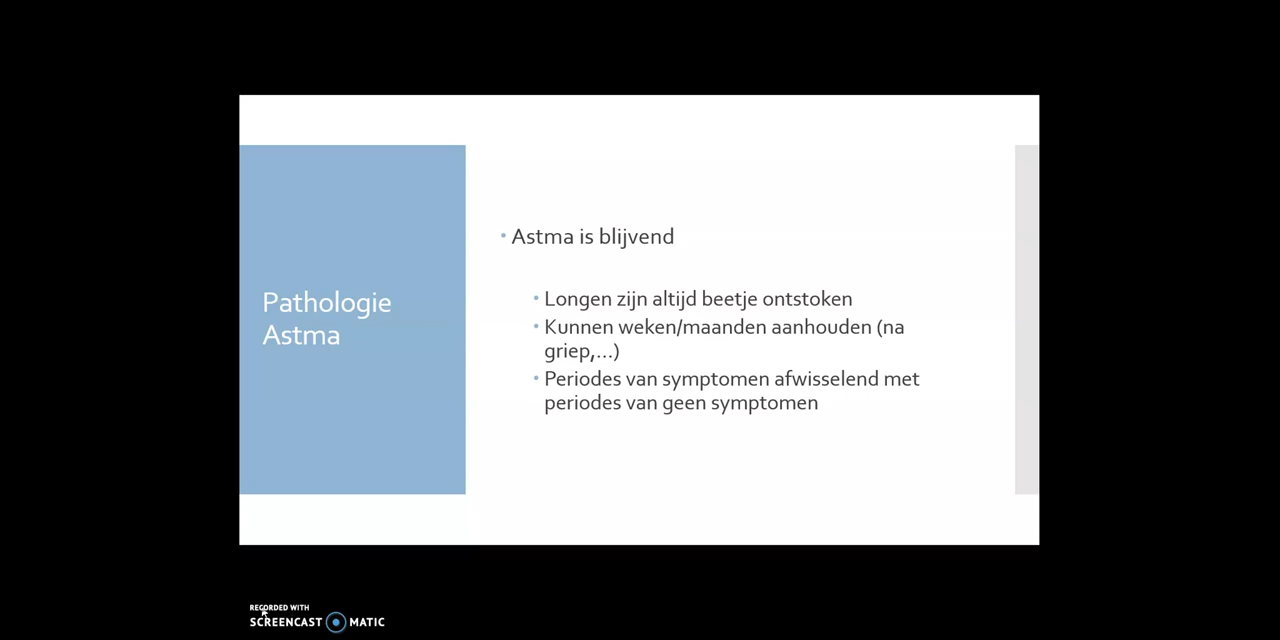 Pathologie
Astma
• Astma is blijvend
• Longen zijn altijd beetje ontstoken
• Kunnen weken/maanden aanhouden (na
griep,...)
• Periodes van symptomen afwisselend met
periodes van geen symptomen
RECORDED WITH
SCREENCAST MATIC